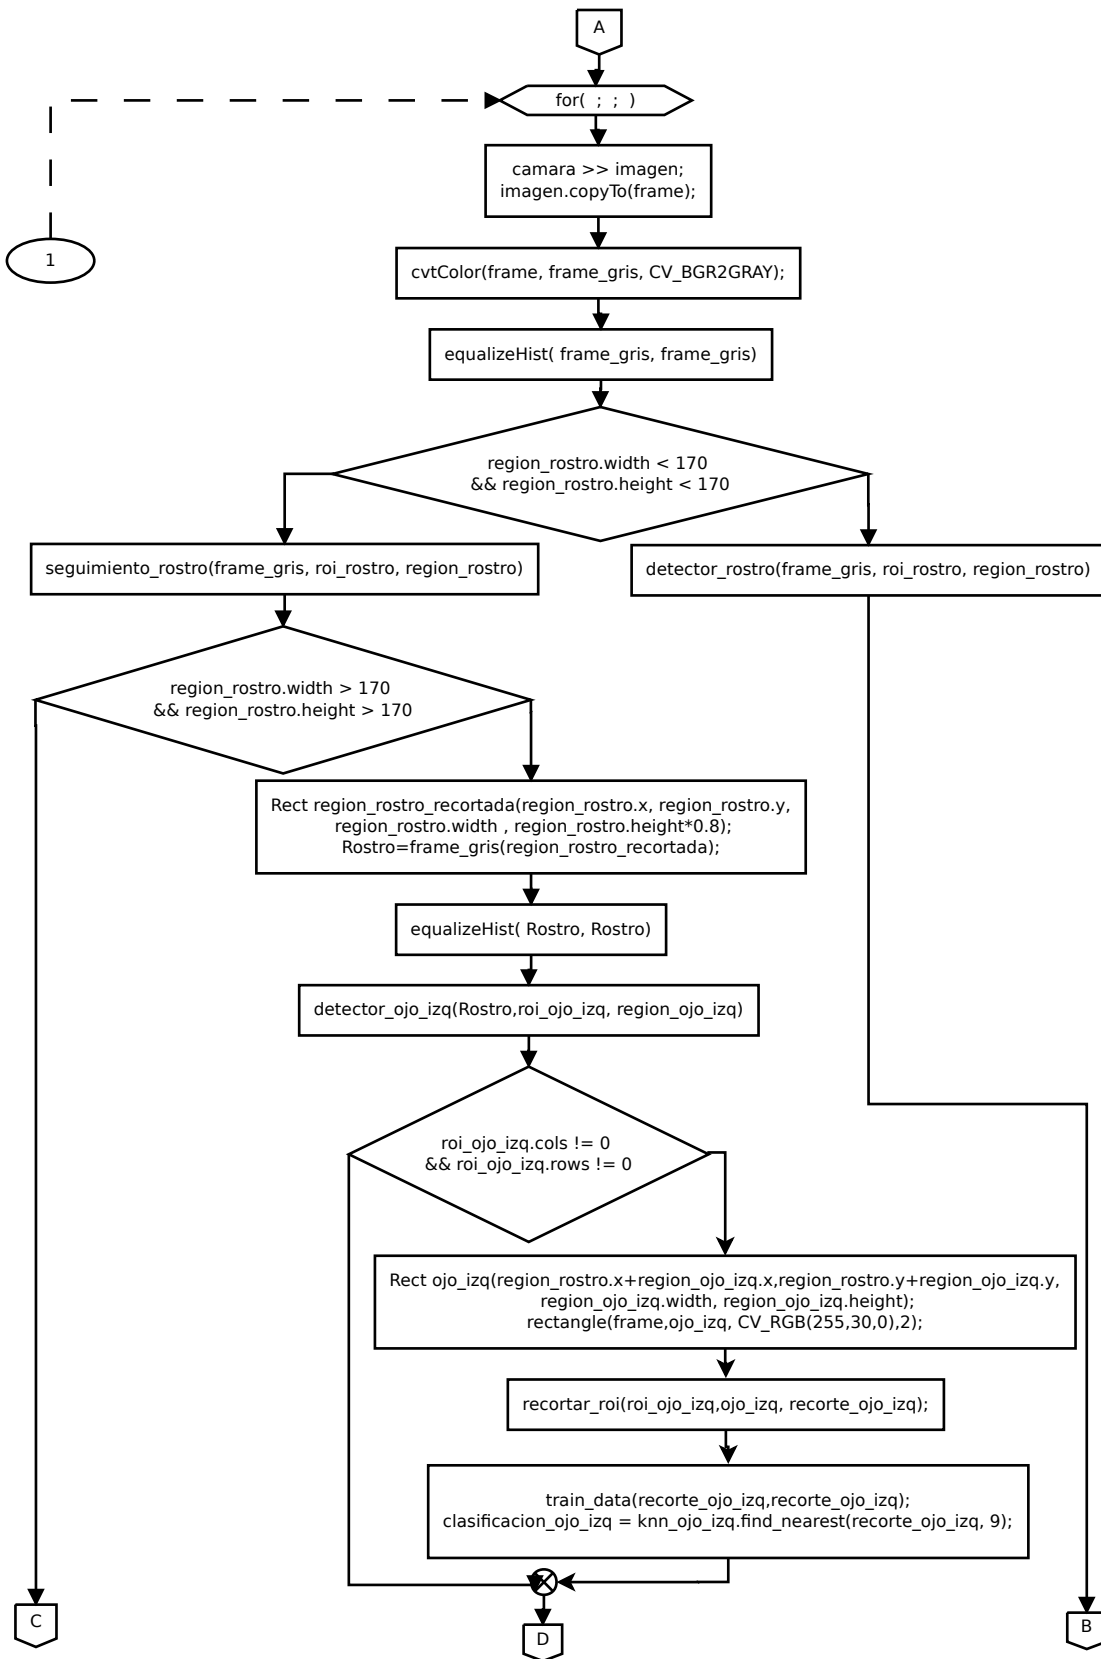 A
for( ; ; )
camara >> imagen;
imagen.copyTo(frame);
1
cvtColor(frame, frame_gris, CV_BGR2GRAY);
equalizeHist( frame_gris, frame_gris)
region_rostro.width < 170
&& region_rostro.height < 170
seguimiento_rostro(frame_gris, roi_rostro, region_rostro)
detector_rostro(frame_gris, roi_rostro, region_rostro)
region_rostro.width > 170
&& region_rostro.height > 170
Rect region_rostro_recortada(region_rostro.x, region_rostro.y,
region_rostro.width , region_rostro.height*0.8);
Rostro=frame_gris(region_rostro_recortada);
equalizeHist( Rostro, Rostro)
detector_ojo_izq(Rostro,roi_ojo_izq, region_ojo_izq)
roi_ojo_izq.cols != 0
&& roi_ojo_izq.rows != 0
Rect ojo_izq(region_rostro.x+region_ojo_izq.x,region_rostro.y+region_ojo_izq.y,
region_ojo_izq.width, region_ojo_izq.height);
rectangle(frame,ojo_izq, CV_RGB(255,30,0),2);
recortar_roi(roi_ojo_izq,ojo_izq, recorte_ojo_izq);
train_data(recorte_ojo_izq,recorte_ojo_izq);
clasificacion_ojo_izq = knn_ojo_izq.find_nearest(recorte_ojo_izq, 9);
C
D
B